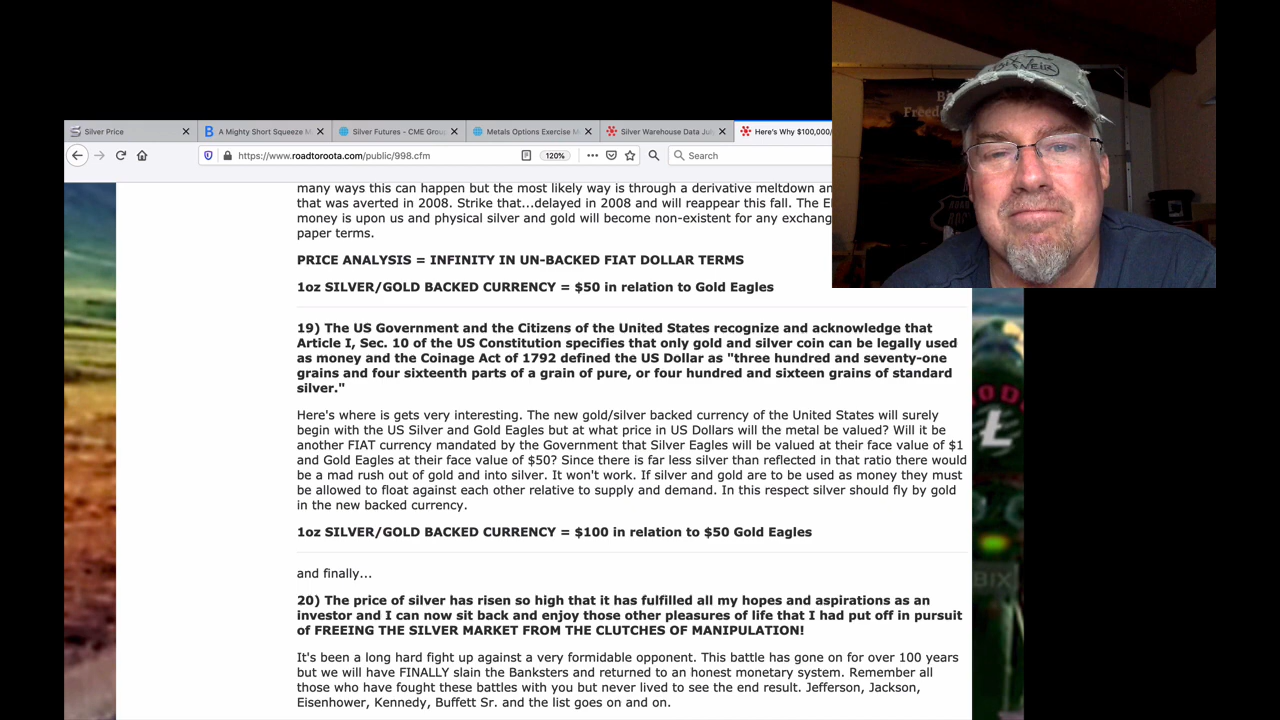 Silver Price
A Mighty Short Squeeze M
Silver Futures - CME Grou
Metals Options Exercise M
Silver Warehouse Data Jul
Here's Why $100,000/
https://www.roadtoroota.com/public/998.cfm
120%
Search
many ways this can happen but the most likely way is through a derivative meltdown an
that was averted in 2008. Strike that...delayed in 2008 and will reappear this fall. The E
money is upon us and physical silver and gold will become non-existent for any exchang
paper terms.
PRICE ANALYSIS = INFINITY IN UN-BACKED FIAT DOLLAR TERMS
1oz SILVER/GOLD BACKED CURRENCY = $50 in relation to Gold Eagles
19) The US Government and the Citizens of the United States recognize and acknowledge that
Article I, Sec. 10 of the US Constitution specifies that only gold and silver coin can be legally used
as money and the Coinage Act of 1792 defined the US Dollar as "three hundred and seventy-one
grains and four sixteenth parts of a grain of pure, or four hundred and sixteen grains of standard
silver."
Here's where is gets very interesting. The new gold/silver backed currency of the United States will surely
begin with the US Silver and Gold Eagles but at what price in US Dollars will the metal be valued? Will it be
another FIAT currency mandated by the Government that Silver Eagles will be valued at their face value of $1
and Gold Eagles at their face value of $50? Since there is far less silver than reflected in that ratio there would
be a mad rush out of gold and into silver. It won't work. If silver and gold are to be used as money they must
be allowed to float against each other relative to supply and demand. In this respect silver should fly by gold
in the new backed currency.
1oz SILVER/GOLD BACKED CURRENCY = $100 in relation to $50 Gold Eagles
and finally...
20) The price of silver has risen so high that it has fulfilled all my hopes and aspirations as an
investor and I can now sit back and enjoy those other pleasures of life that I had put off in pursuit
of FREEING THE SILVER MARKET FROM THE CLUTCHES OF MANIPULATION!
It's been a long hard fight up against a very formidable opponent. This battle has gone on for over 100 years
but we will have FINALLY slain the Banksters and returned to an honest monetary system. Remember all
those who have fought these battles with you but never lived to see the end result. Jefferson, Jackson,
Eisenhower, Kennedy, Buffett Sr. and the list goes on and on.
BIX